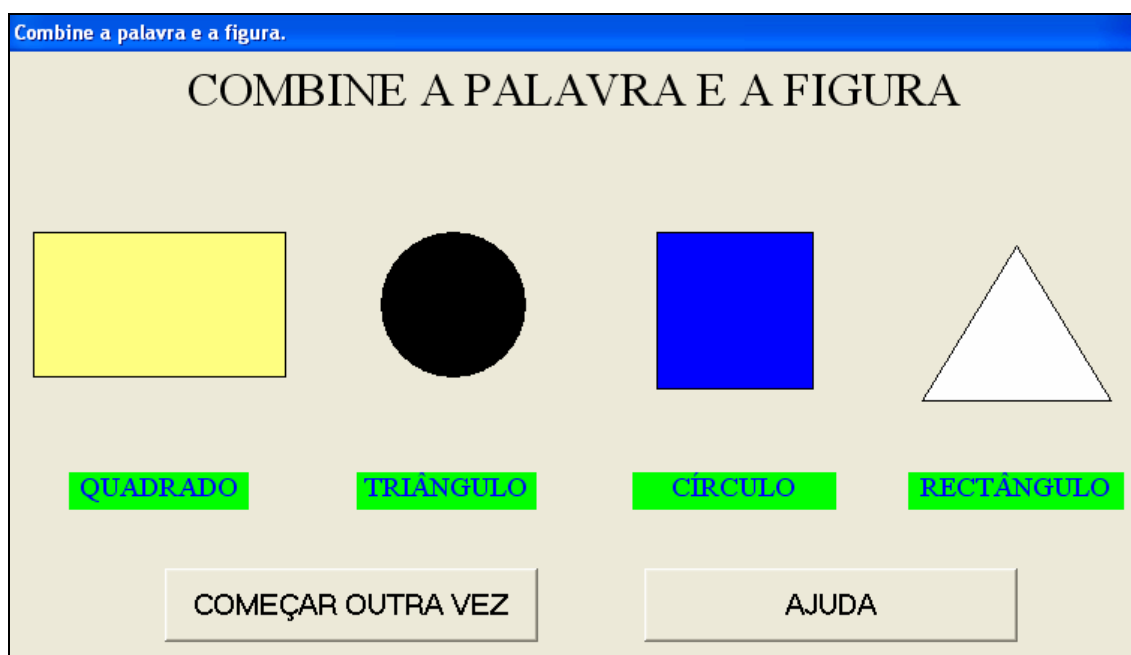 Combine a palavra e a figura.
COMBINE A PALAVRA E A FIGURA
QUADRADO TRIÂNGULO CÍRCULO RECTÂNGULO
COMEÇAR OUTRA VEZ AJUDA